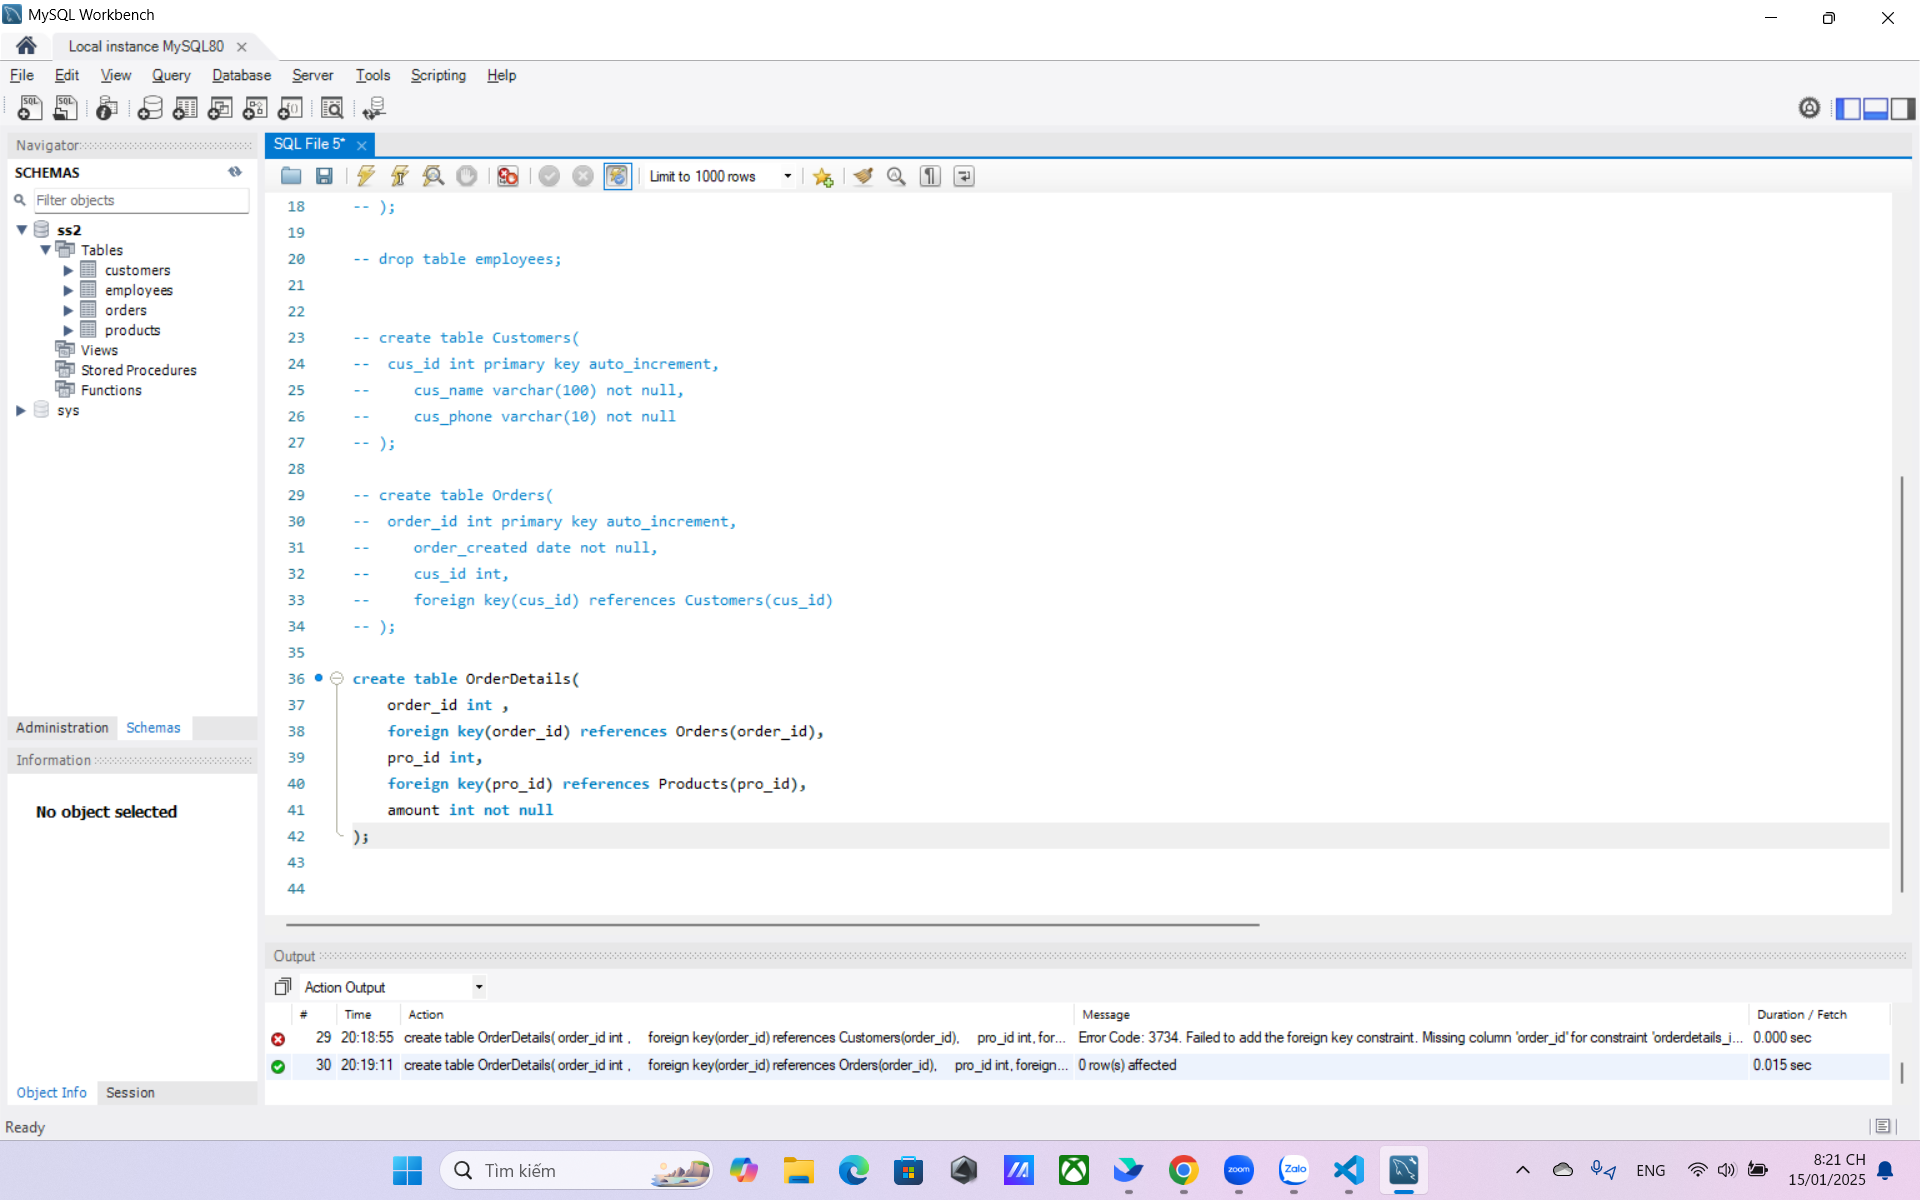 MySQL Workbench
Local instance MySQL80
File Edit View Query Database Server Tools Scripting Help
Navigator
SQL File 5*
SCHEMAS
Limit to 1000 rows
Filter objects
ss2
Tables
customers
employees
orders
products
Views
Stored Procedures
Functions
sys
18 -- );
19
20 -- drop table employees;
21
22
23 -- create table Customers(
24 -- cus_id int primary key auto_increment,
25 -- cus_name varchar(100) not null,
26 -- cus_phone varchar(10) not null
27 -- );
28
29 -- create table Orders(
30 -- order_id int primary key auto_increment,
31 -- order_created date not null,
32 -- cus_id int,
33 -- foreign key(cus_id) references Customers(cus_id)
34 -- );
35
36 create table OrderDetails(
37 order_id int ,
38 foreign key(order_id) references Orders(order_id),
39 pro_id int,
40 foreign key(pro_id) references Products(pro_id),
41 amount int not null
42 );
43
44
Administration Schemas
Information
No object selected
Object Info Session
Output
Action Output
# Time Action Message Duration / Fetch
29 20:18:55 create table OrderDetails( order_id int , foreign key(order_id) references Customers(order_id), pro_id int, for... Error Code: 3734. Failed to add the foreign key constraint. Missing column 'order_id' for constraint 'orderdetails_i... 0.000 sec
30 20:19:11 create table OrderDetails( order_id int , foreign key(order_id) references Orders(order_id), pro_id int, foreign... 0 row(s) affected 0.015 sec
Ready
Tìm kiếm
zoom
Zalo
ENG
8:21 CH
15/01/2025